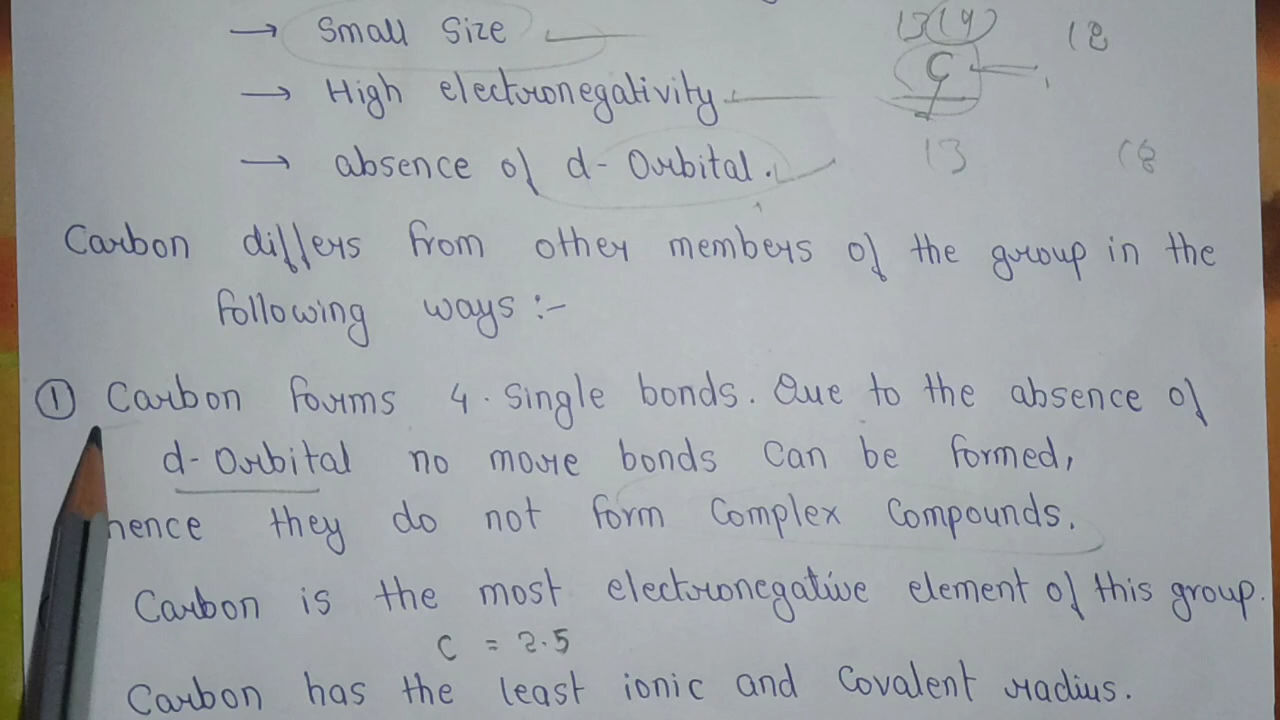 → Small Size
13 14 18
→ High electronegativity
C
→ absence of d-Orbital.
13 18
Carbon differs from other members of the group in the
following ways :-
① Carbon forms 4. Single bonds. Due to the absence of
d-Orbital no more bonds can be formed,
hence they do not form Complex Compounds.
Carbon is the most electronegative element of this group.
C = 2.5
Carbon has the least ionic and Covalent radius.